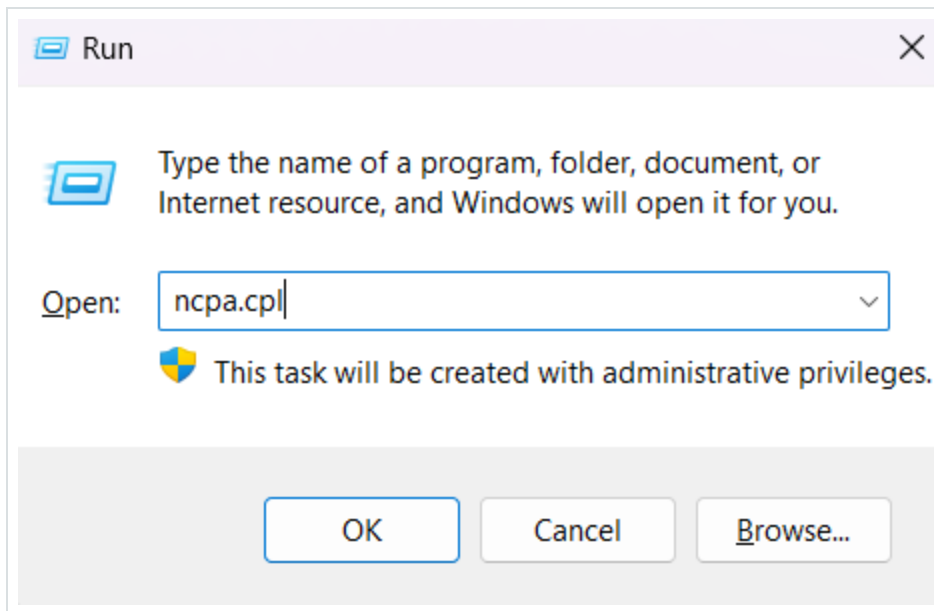 Run
Type the name of a program, folder, document, or
Internet resource, and Windows will open it for you.
Open: ncpa.cpl
This task will be created with administrative privileges.
OK Cancel Browse...